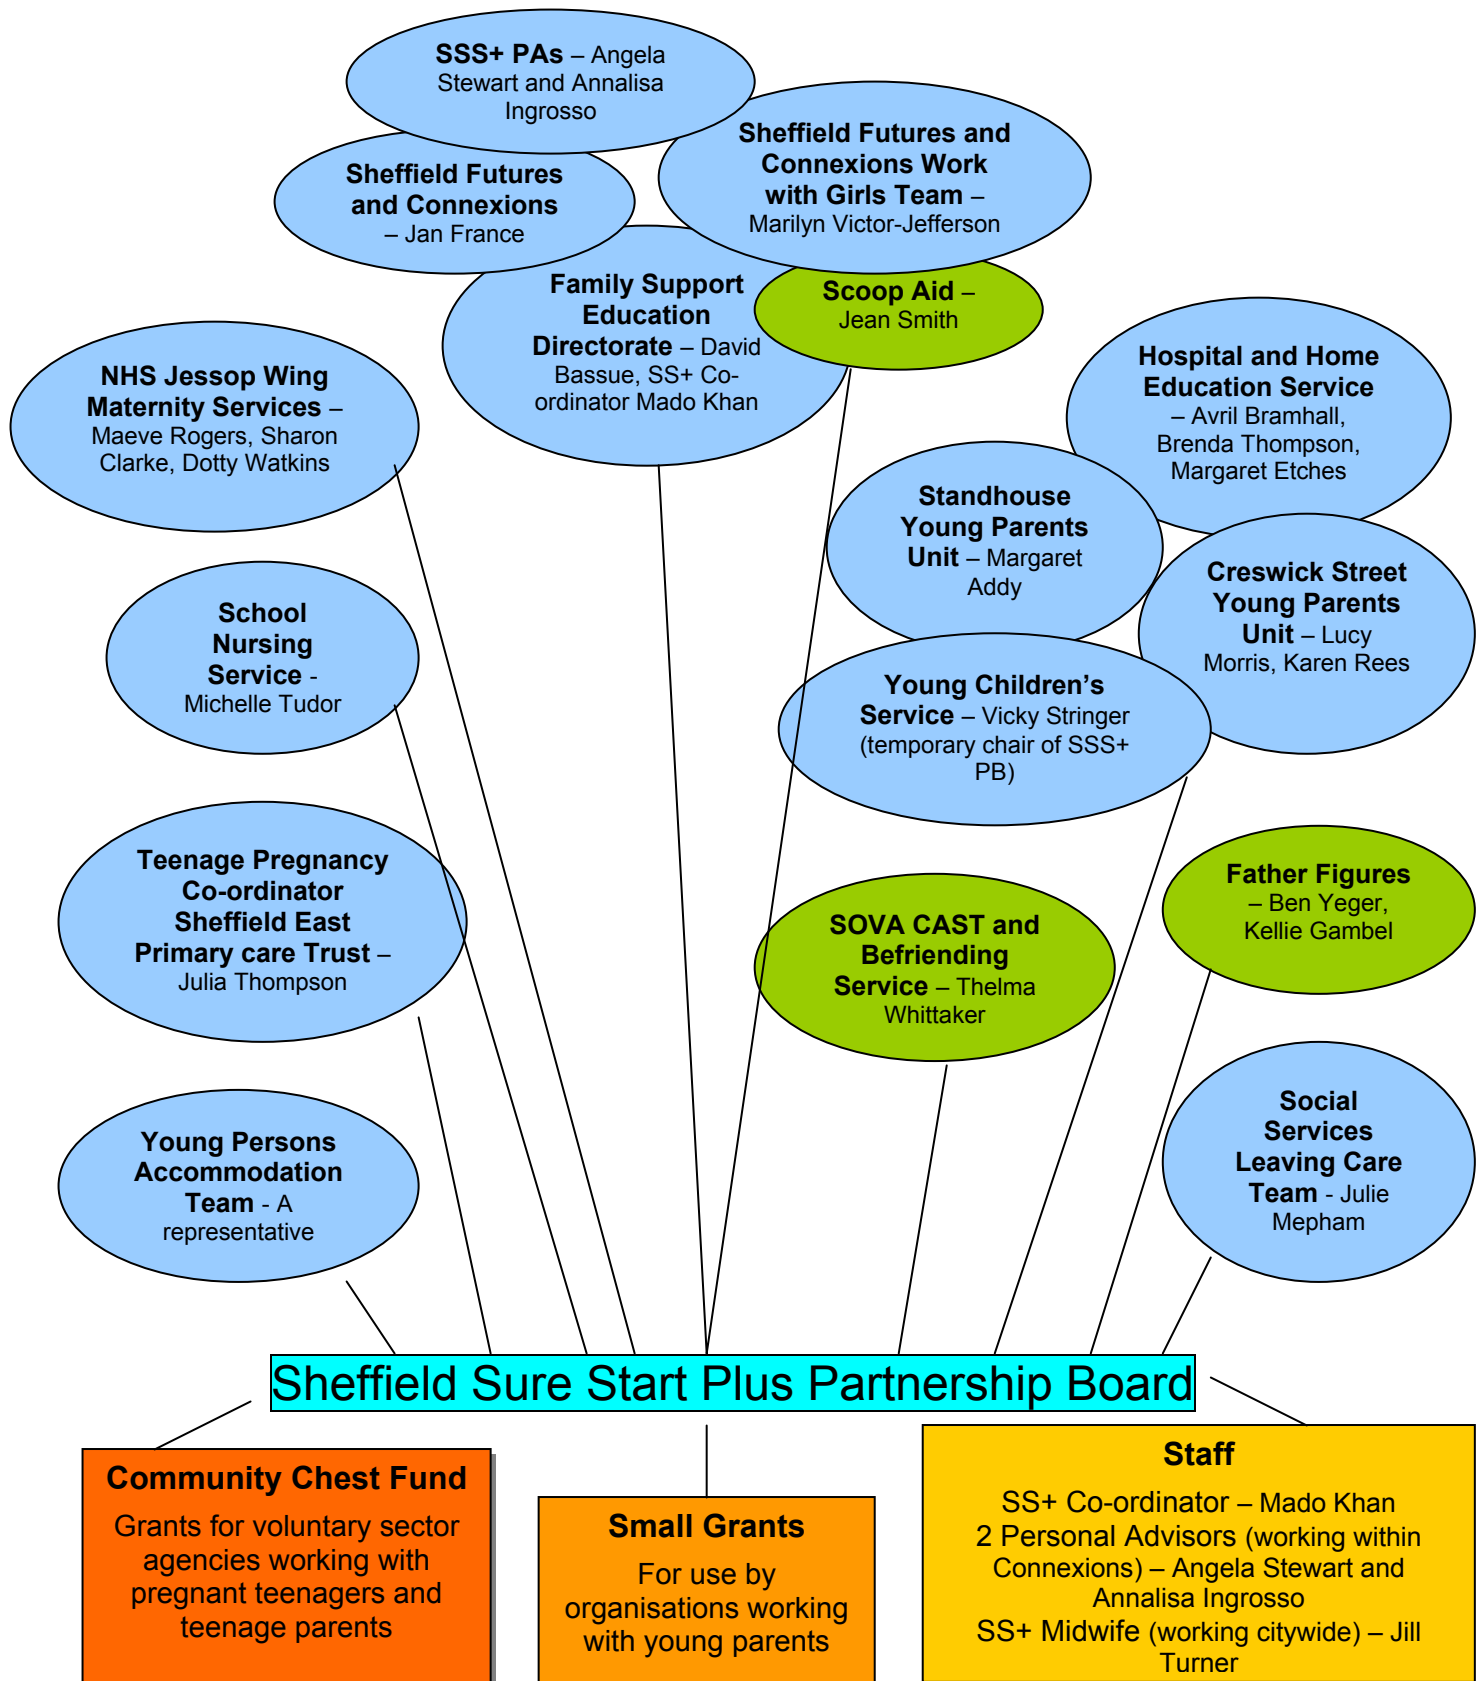 SSS+ PAs – Angela
Stewart and Annalisa
Ingrosso
Sheffield Futures and
Connexions Work
with Girls Team –
Marilyn Victor-Jefferson
Sheffield Futures
and Connexions
– Jan France
Family Support
Education
Directorate – David
Bassue, SS+ Co-
ordinator Mado Khan
Scoop Aid –
Jean Smith
NHS Jessop Wing
Maternity Services –
Maeve Rogers, Sharon
Clarke, Dotty Watkins
Hospital and Home
Education Service
– Avril Bramhall,
Brenda Thompson,
Margaret Etches
Standhouse
Young Parents
Unit – Margaret
Addy
Creswick Street
Young Parents
Unit – Lucy
Morris, Karen Rees
School
Nursing
Service -
Michelle Tudor
Young Children’s
Service – Vicky Stringer
(temporary chair of SSS+
PB)
Teenage Pregnancy
Co-ordinator
Sheffield East
Primary care Trust –
Julia Thompson
SOVA CAST and
Befriending
Service – Thelma
Whittaker
Father Figures
– Ben Yeger,
Kellie Gambel
Young Persons
Accommodation
Team - A
representative
Social
Services
Leaving Care
Team - Julie
Mepham
Sheffield Sure Start Plus Partnership Board
Community Chest Fund
Grants for voluntary sector
agencies working with
pregnant teenagers and
teenage parents
Small Grants
For use by
organisations working
with young parents
Staff
SS+ Co-ordinator – Mado Khan
2 Personal Advisors (working within
Connexions) – Angela Stewart and
Annalisa Ingrosso
SS+ Midwife (working citywide) – Jill
Turner